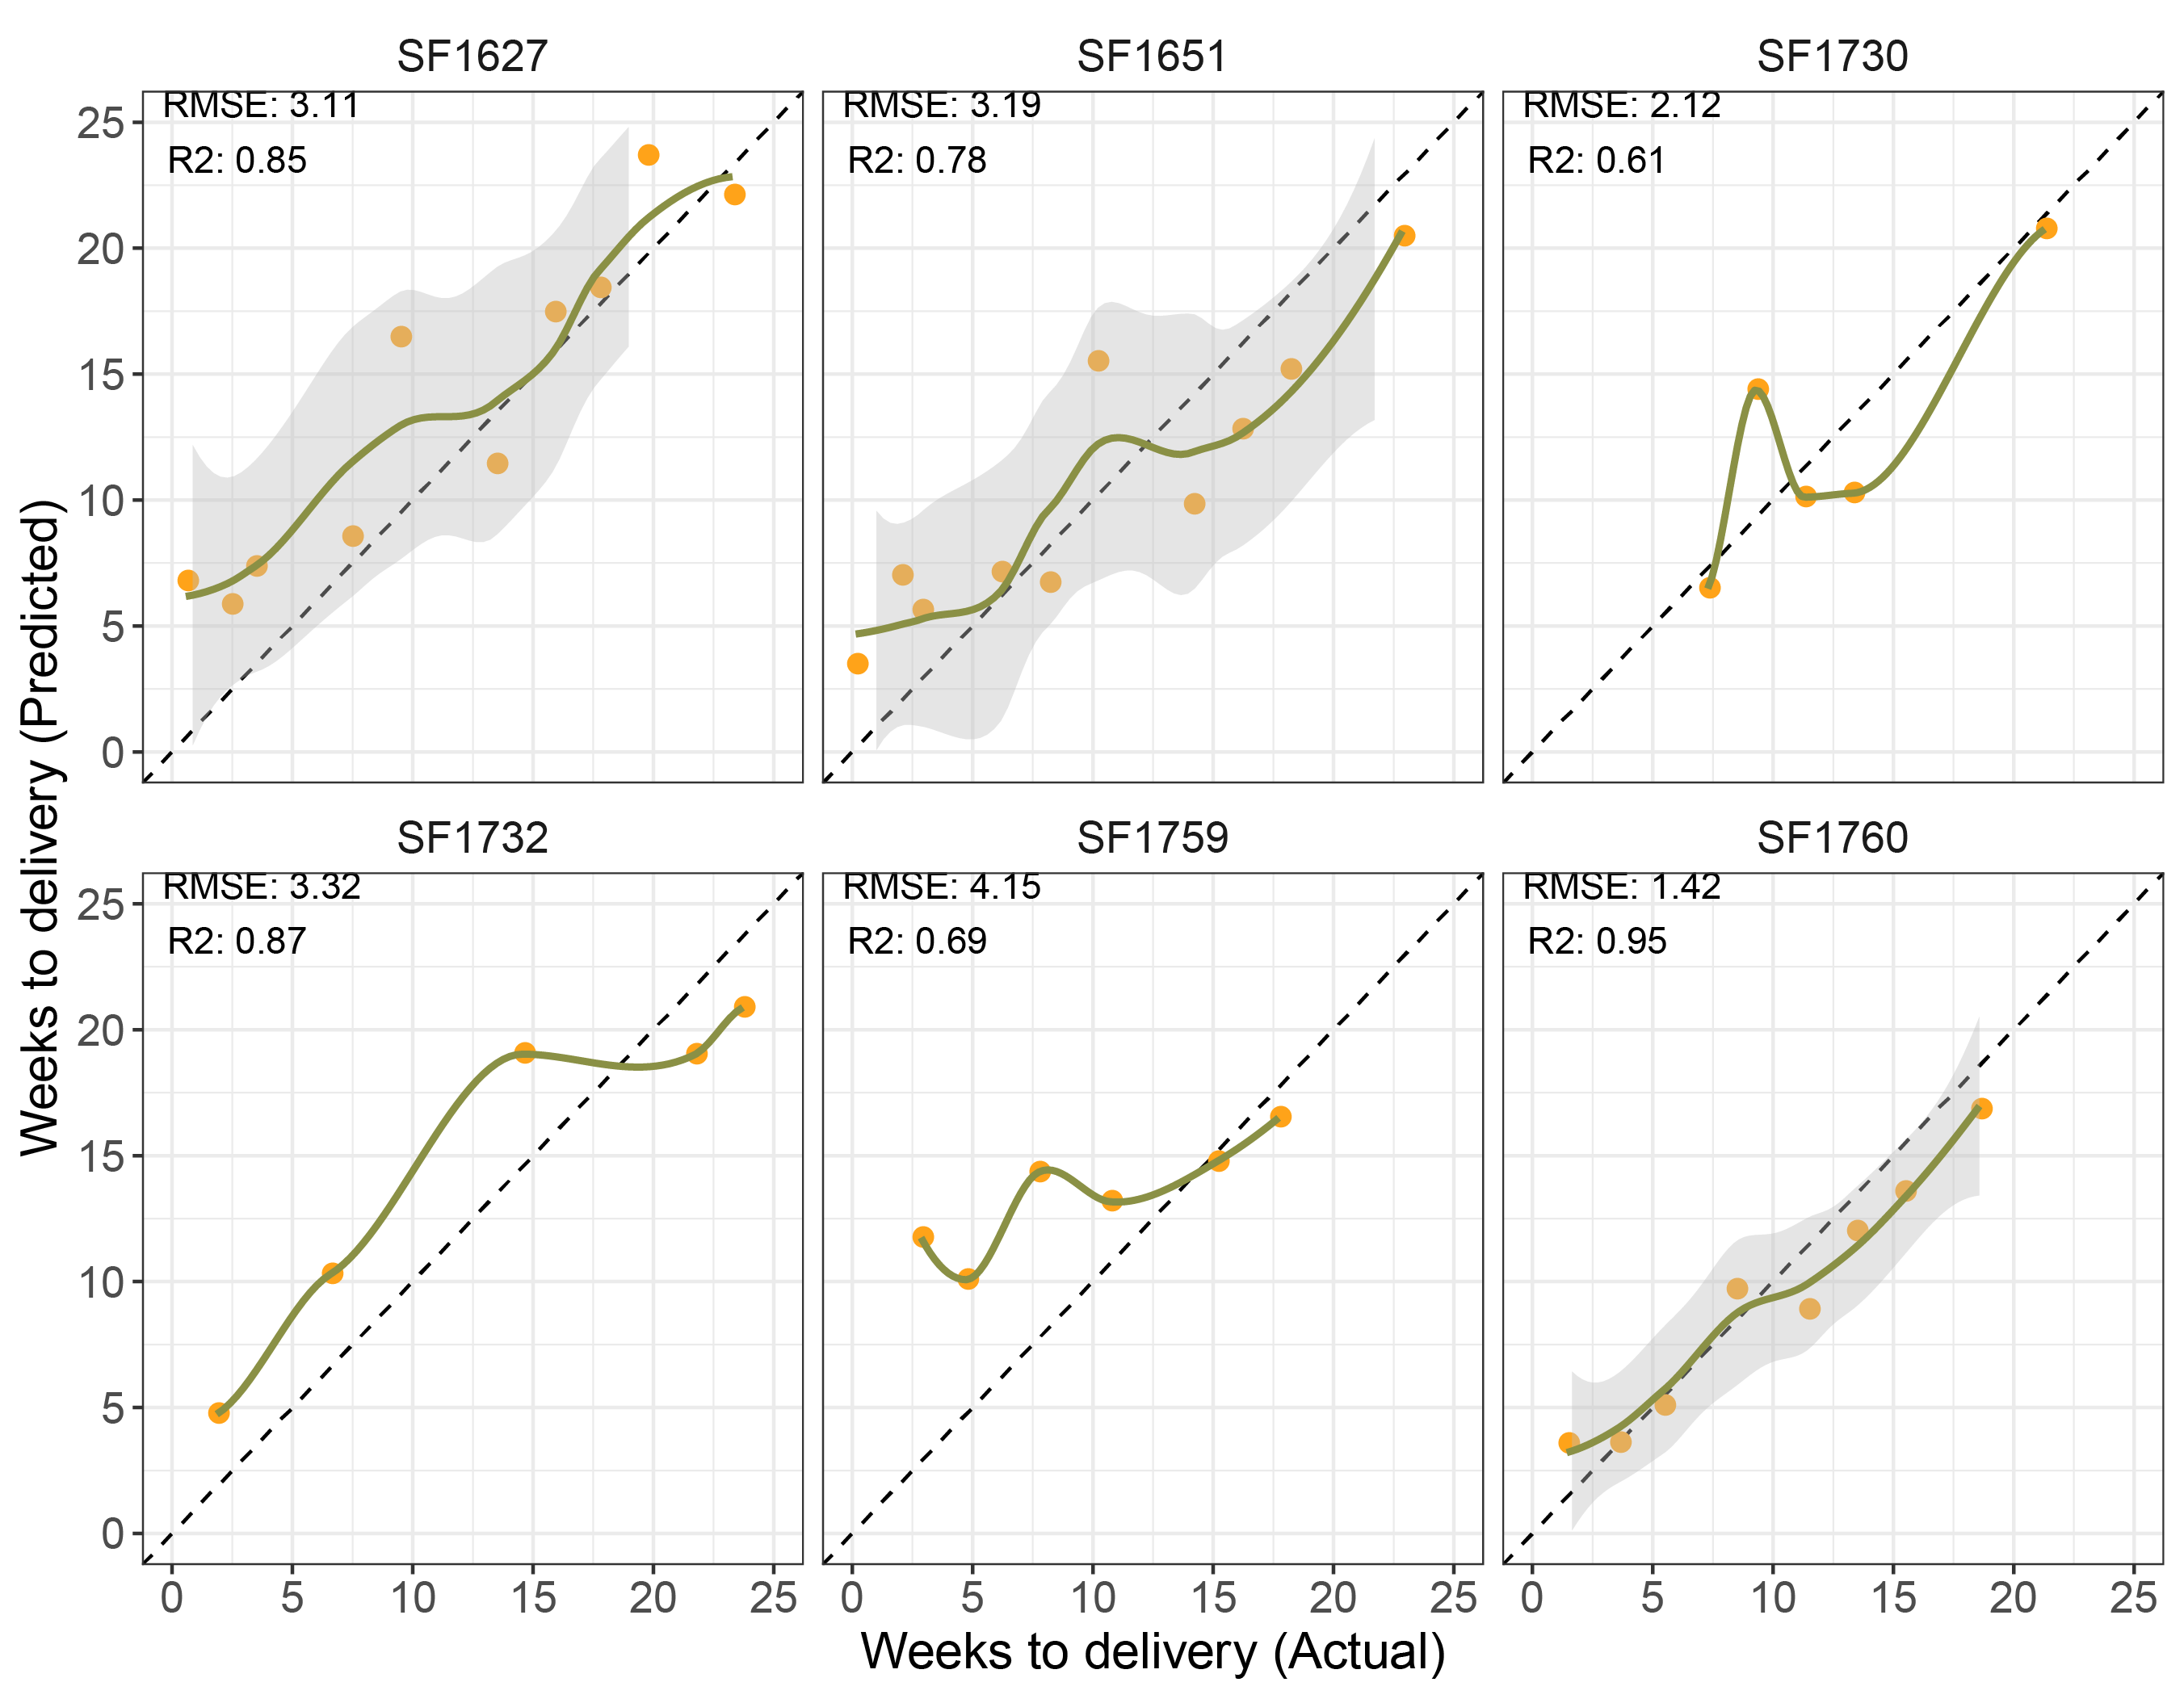 SF1627
SF1651
SF1730
RMSE: 3.11
R2: 0.85
RMSE: 3.19
R2: 0.78
RMSE: 2.12
R2: 0.61
25
20
15
10
5
0
SF1732
SF1759
SF1760
RMSE: 3.32
R2: 0.87
RMSE: 4.15
R2: 0.69
RMSE: 1.42
R2: 0.95
25
20
15
10
5
0
0 5 10 15 20 25
0 5 10 15 20 25
0 5 10 15 20 25
Weeks to delivery (Actual)
Weeks to delivery (Predicted)